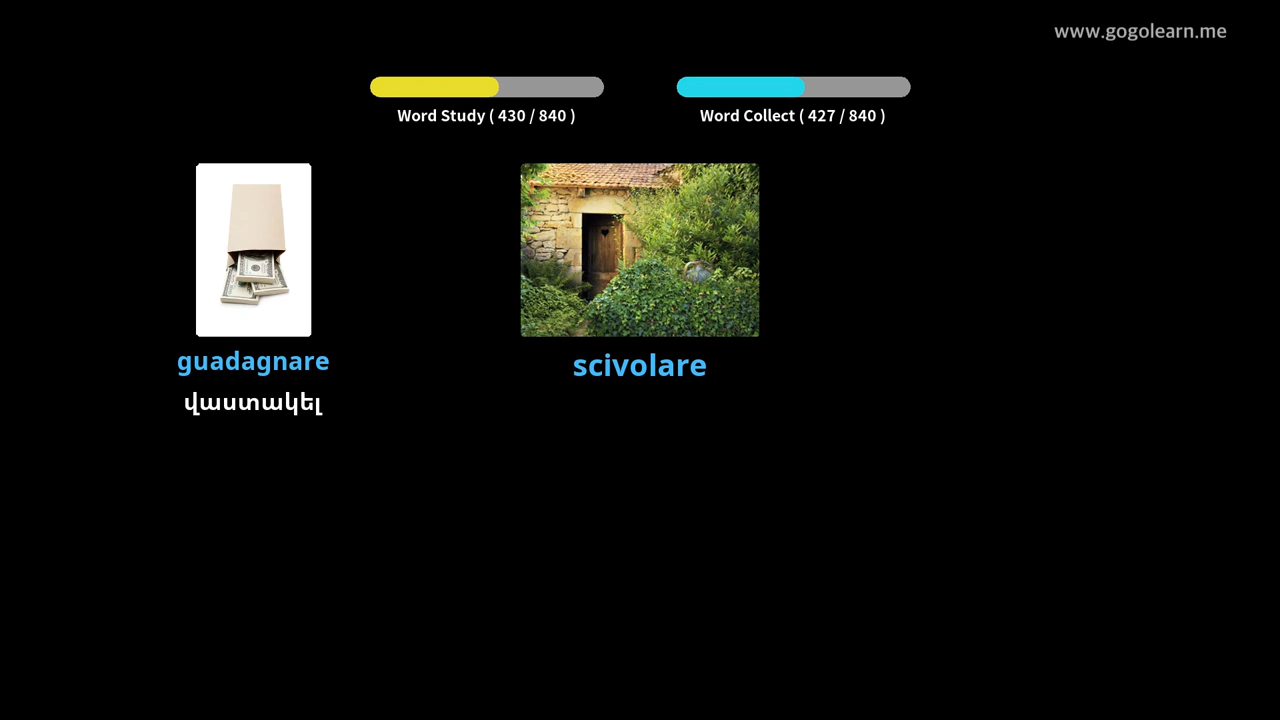 www.gogolearn.me
Word Study ( 430 / 840 )
Word Collect ( 427 / 840 )
guadagnare
վաստակել
scivolare